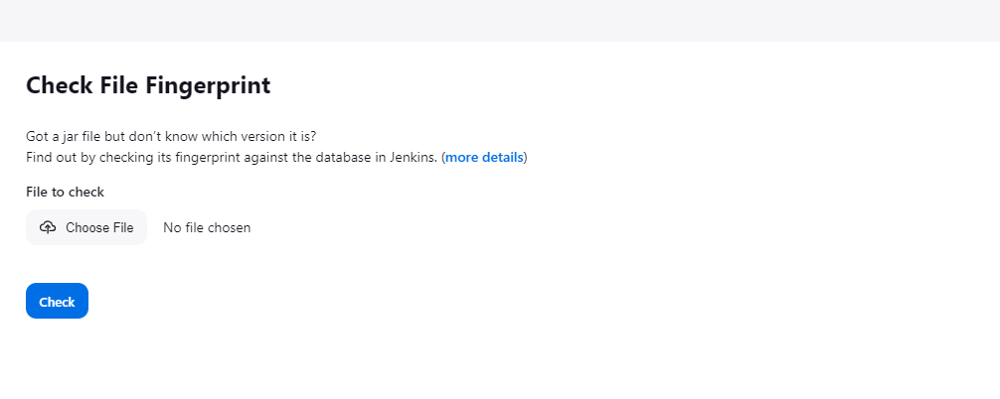 Check File Fingerprint
Got a jar file but don’t know which version it is?
Find out by checking its fingerprint against the database in Jenkins. (more details)
File to check
Choose File No file chosen
Check